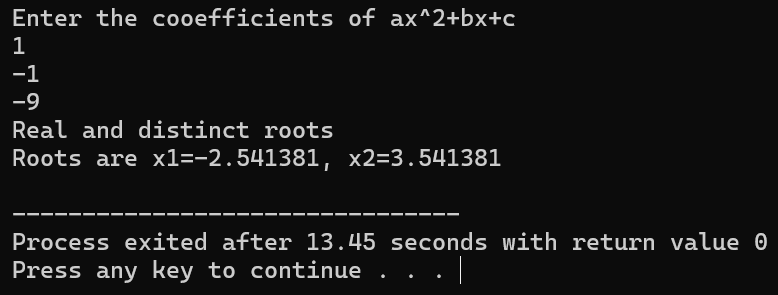 Enter the cooefficients of ax^2+bx+c
1
-1
-9
Real and distinct roots
Roots are x1=-2.541381, x2=3.541381
--------------------------------
Process exited after 13.45 seconds with return value 0
Press any key to continue . . .